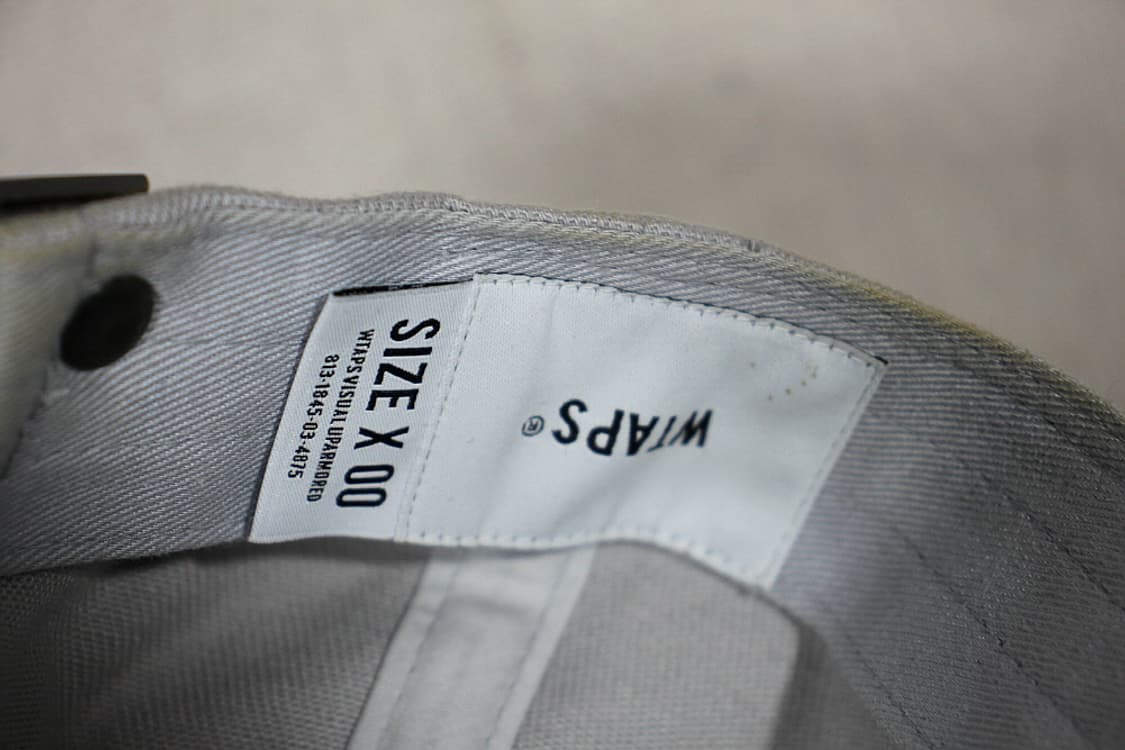 WTAPS®
SIZE X 00
WTAPS VISUAL UPARMORED
813-1845-03-4875